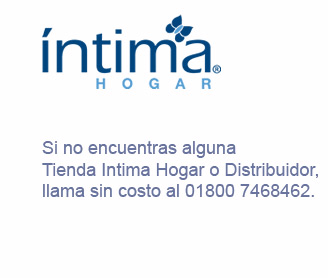 íntima®
HOGAR
Si no encuentras alguna
Tienda Intima Hogar o Distribuidor,
llama sin costo al 01800 7468462.